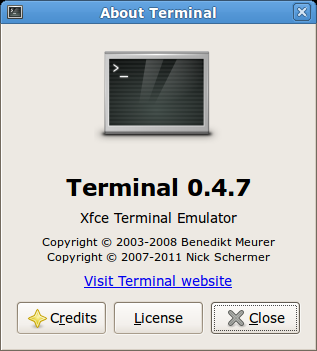 About Terminal
>_
Terminal 0.4.7
Xfce Terminal Emulator
Copyright © 2003-2008 Benedikt Meurer
Copyright © 2007-2011 Nick Schermer
Visit Terminal website
Credits
License
Close